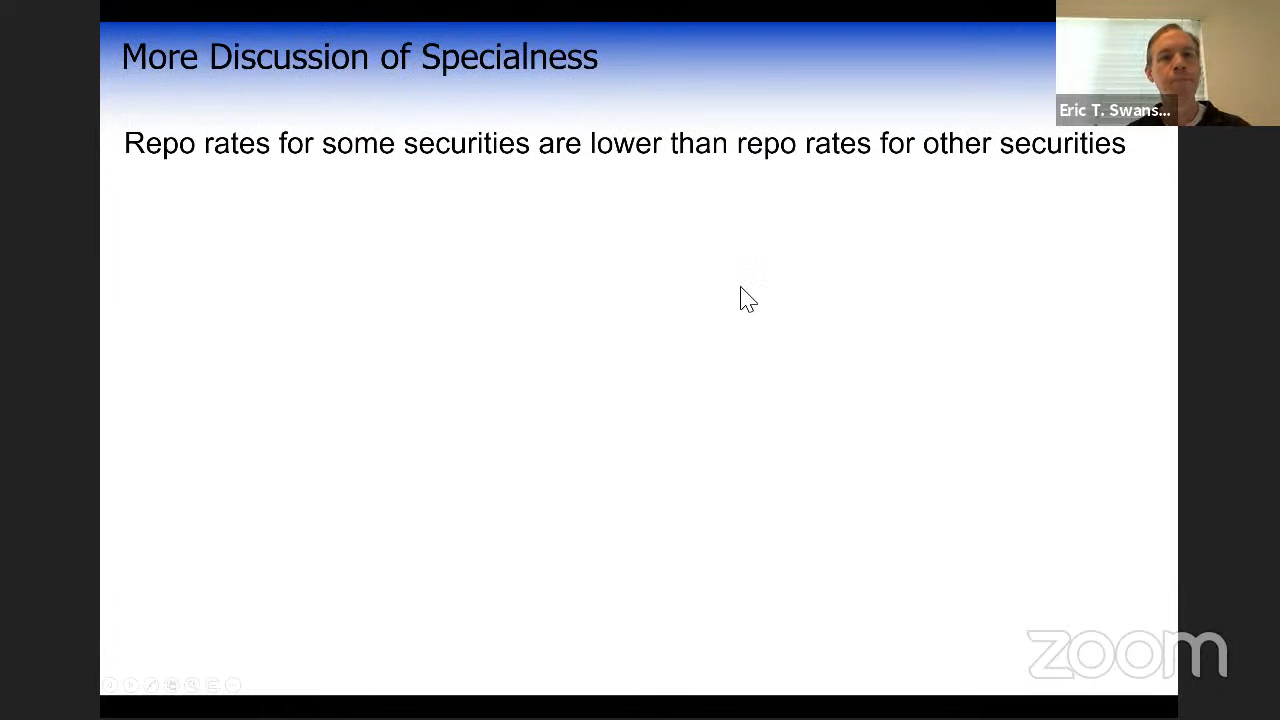 More Discussion of Specialness
Eric T. Swans...
Repo rates for some securities are lower than repo rates for other securities
zoom